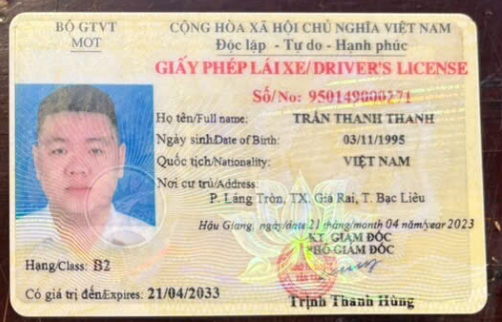 BỘ GTVT
MOT
CỘNG HÒA XÃ HỘI CHỦ NGHĨA VIỆT NAM
Độc lập - Tự do - Hạnh phúc
GIẤY PHÉP LÁI XE/DRIVER'S LICENSE
Số/No: 950149000271
Họ tên/Full name: TRẦN THANH THANH
Ngày sinh/Date of Birth: 03/11/1995
Quốc tịch/Nationality: VIỆT NAM
Nơi cư trú/Address:
P. Láng Tròn, TX. Giá Rai, T. Bạc Liêu
Hậu Giang, ngày/date 21 tháng/month 04 năm/year 2023
KT. GIÁM ĐỐC
PHÓ GIÁM ĐỐC
Hạng/Class: B2
Có giá trị đến/Expires: 21/04/2033
Trịnh Thanh Hùng